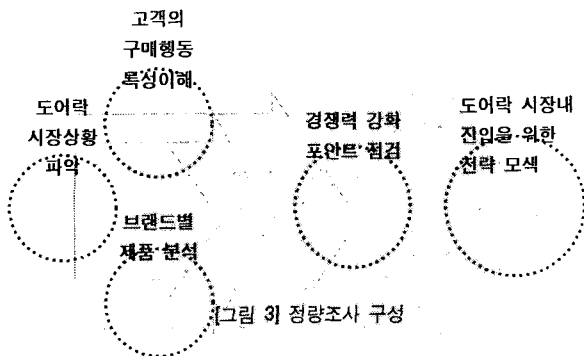 고객의
구매행동
특성이해
도어락
시장상황
파악
브랜드별
제품 분석
경쟁력 강화
포인트 점검
도어락 시장내
진입을 위한
전략 모색
[그림 3] 정량조사 구성